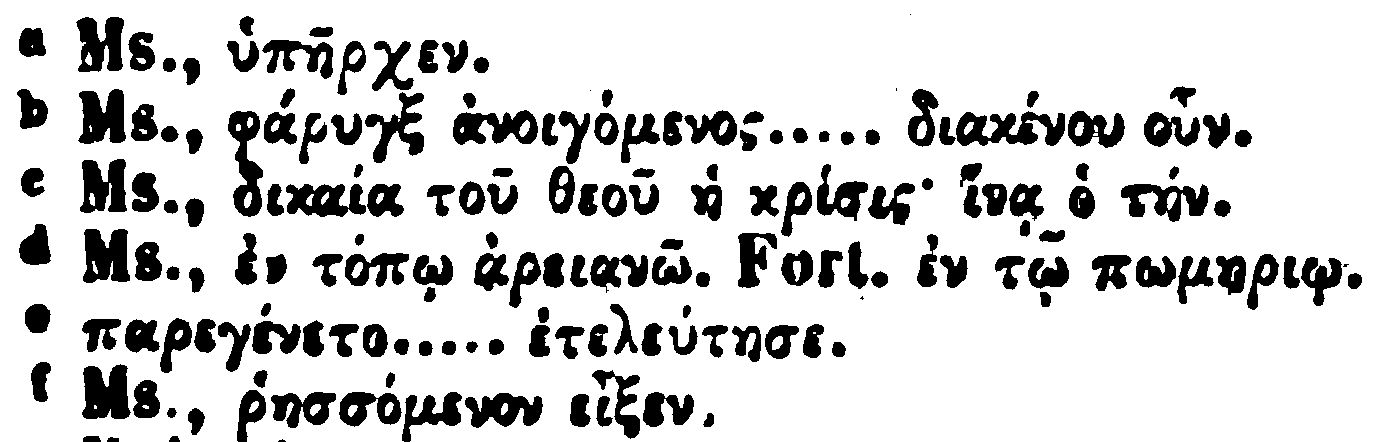 a Ms., ὑπῆρχεν.
b Ms., φάρυγξ ἀνοιγόμενος..... διακένου οὖν.
c Ms., δικαία τοῦ θεοῦ ἡ κρίσις· ἵνα ὁ τήν.
d Ms., ἐν τόπῳ ἀρειανῶ. Fort. ἐν τῷ πωμηριῳ.
e παρεγένετο..... ἐτελεύτησε.
f Ms., ῥησσόμενον εἶξεν.